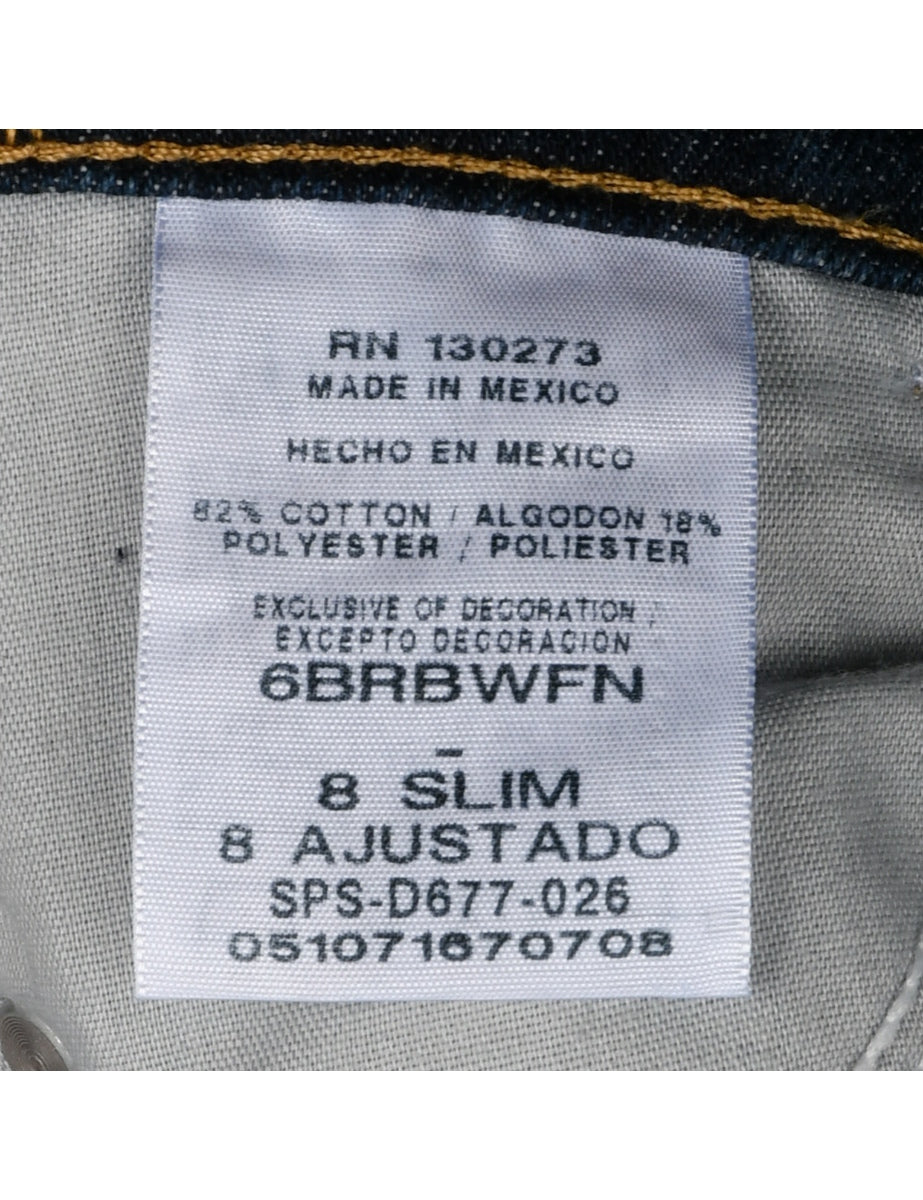 RN 130273
MADE IN MEXICO
HECHO EN MEXICO
82% COTTON / ALGODON 18%
POLYESTER / POLIESTER
EXCLUSIVE OF DECORATION /
EXCEPTO DECORACION
6BRBWFN
-
8 SLIM
8 AJUSTADO
SPS-D677-026
051071670708